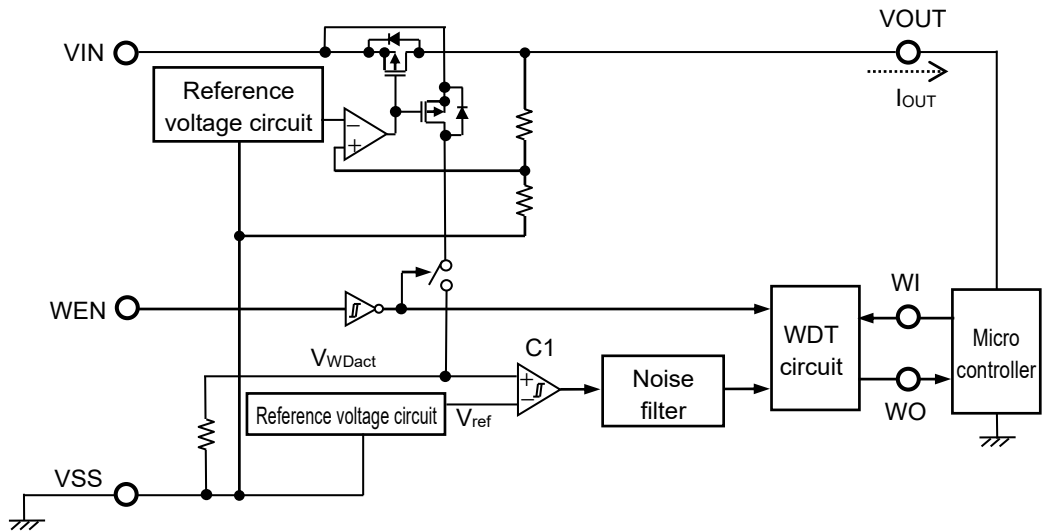 VOUT
VIN
Reference
voltage circuit
IOUT
−
+
WEN
WI
WDT
circuit
Micro
controller
C1
VWDact
+
−
Noise
filter
WO
Reference voltage circuit
Vref
VSS